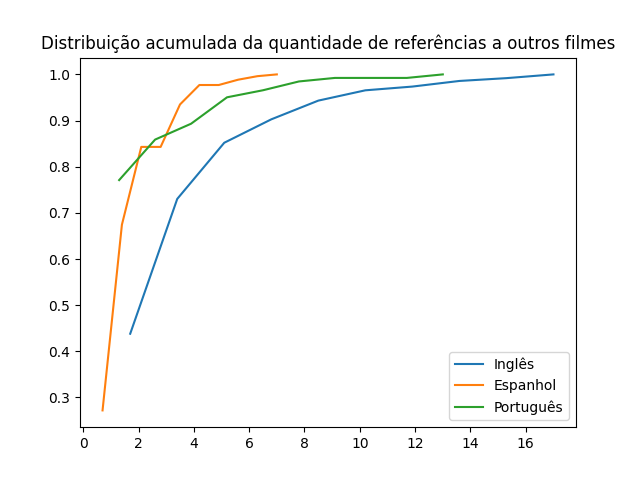 Distribuição acumulada da quantidade de referências a outros filmes
1.0
0.9
0.8
0.7
0.6
0.5
0.4
0.3
0 2 4 6 8 10 12 14 16
Inglês
Espanhol
Português